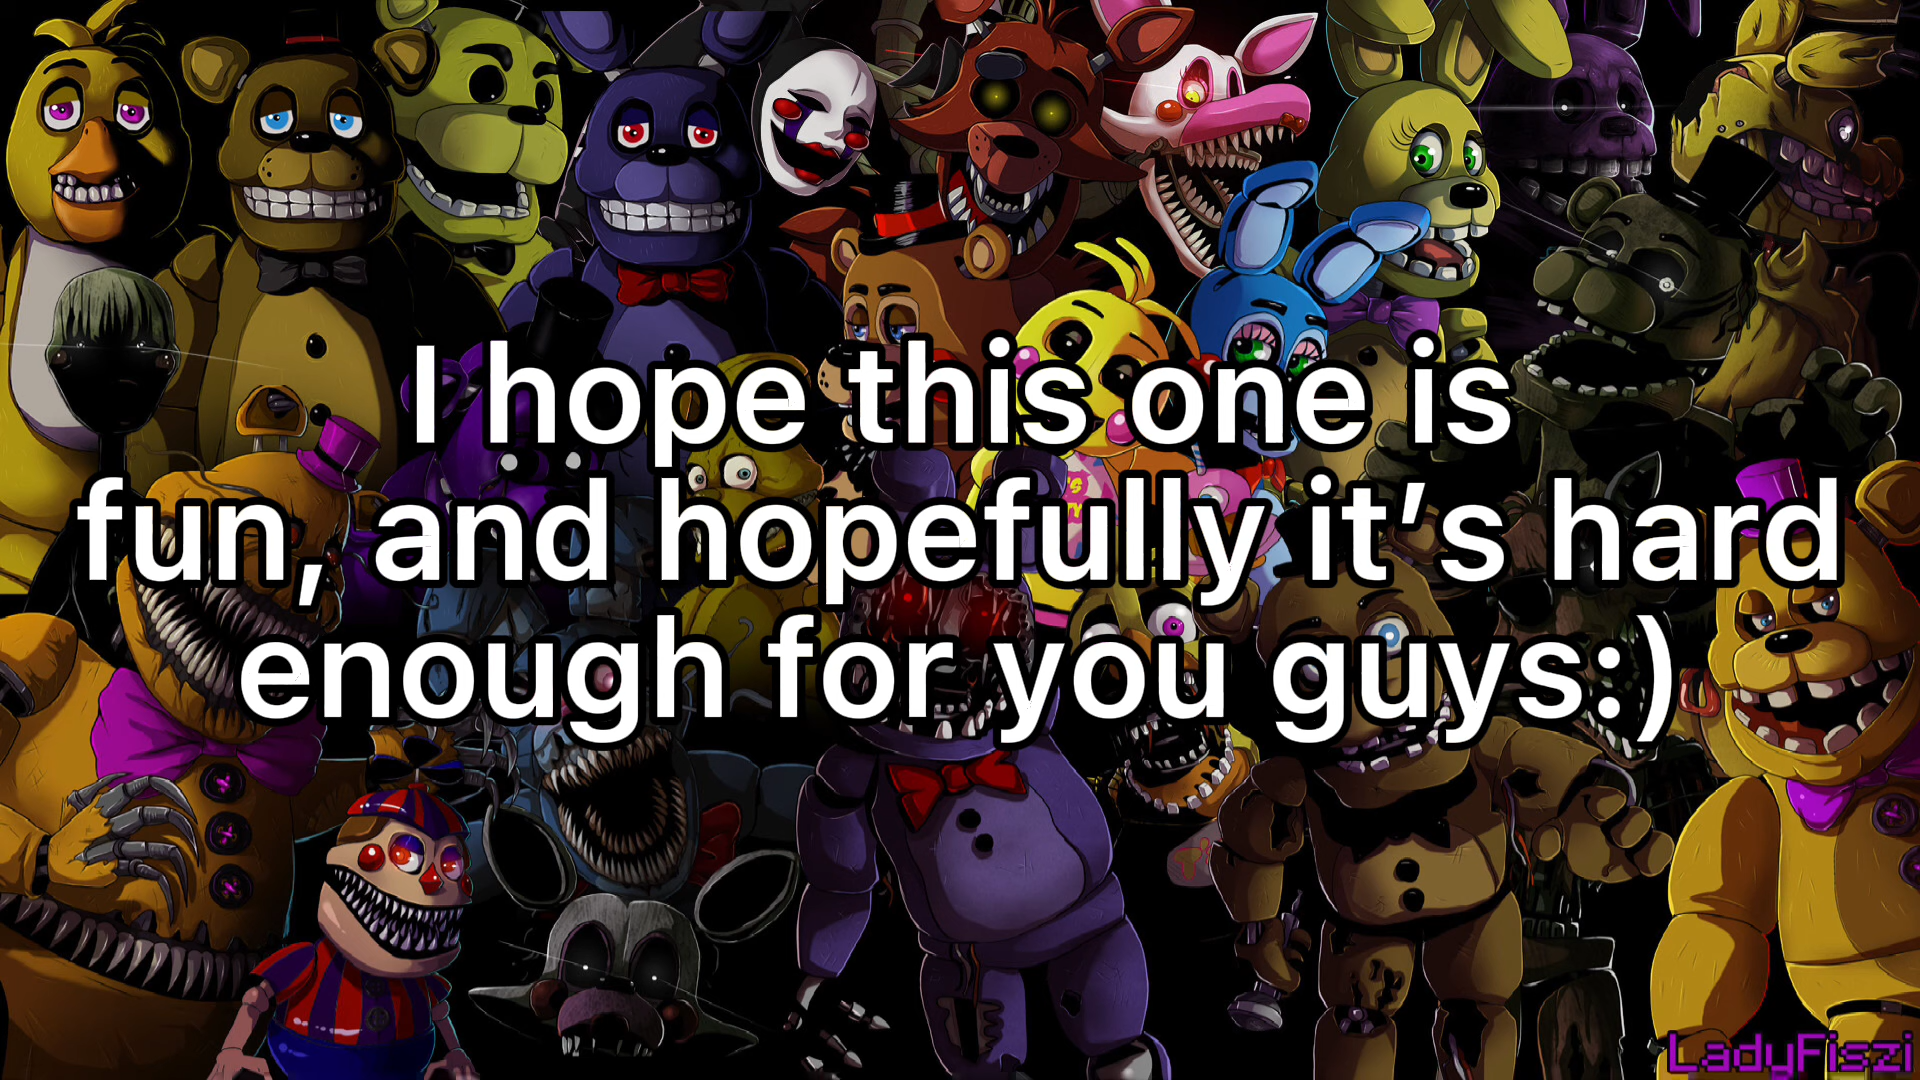 I hope this one is
fun, and hopefully it’s hard
enough for you guys:)
LadyFiszi